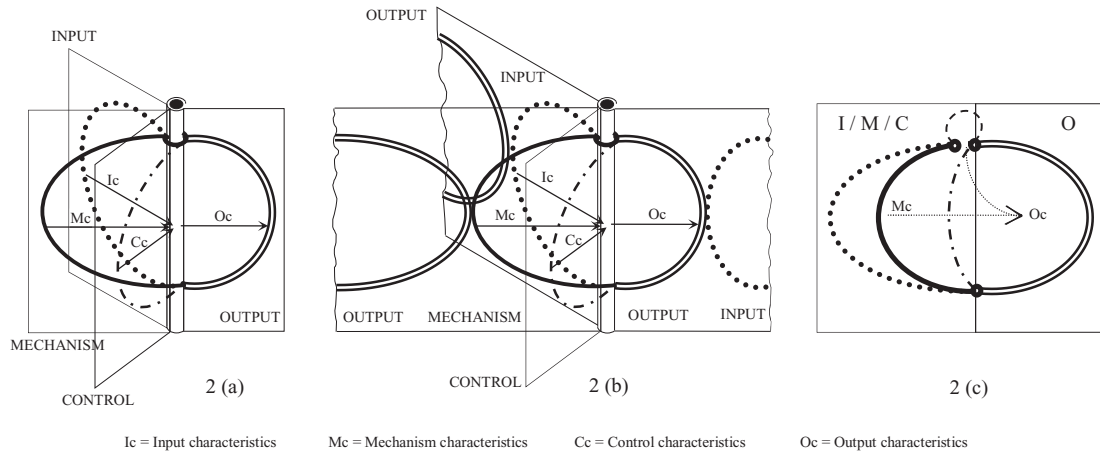 INPUT
Ic
Mc
Oc
Cc
OUTPUT
MECHANISM
CONTROL
2 (a)
OUTPUT
INPUT
Ic
Mc
Oc
Cc
OUTPUT
MECHANISM
OUTPUT
INPUT
CONTROL
2 (b)
I / M / C
O
Mc
Oc
2 (c)
Ic = Input characteristics
Mc = Mechanism characteristics
Cc = Control characteristics
Oc = Output characteristics